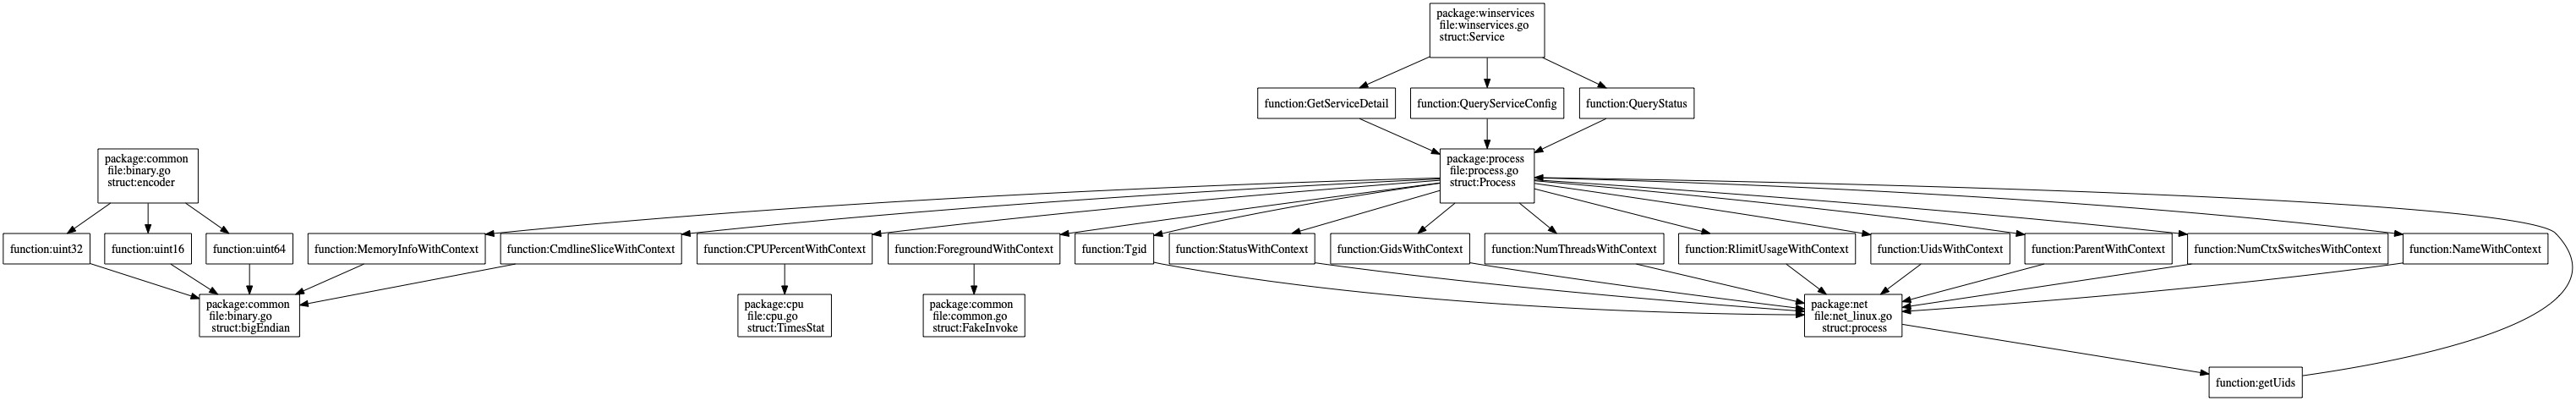 package:winservices
file:winservices.go
struct:Service
function:GetServiceDetail
function:QueryServiceConfig
function:QueryStatus
package:common
file:binary.go
struct:encoder
package:process
file:process.go
struct:Process
function:uint32
function:uint16
function:uint64
function:MemoryInfoWithContext
function:CmdlineSliceWithContext
function:CPUPercentWithContext
function:ForegroundWithContext
function:Tgid
function:StatusWithContext
function:GidsWithContext
function:NumThreadsWithContext
function:RlimitUsageWithContext
function:UidsWithContext
function:ParentWithContext
function:NumCtxSwitchesWithContext
function:NameWithContext
package:common
file:binary.go
struct:bigEndian
package:cpu
file:cpu.go
struct:TimesStat
package:common
file:common.go
struct:FakeInvoke
package:net
file:net_linux.go
struct:process
function:getUids